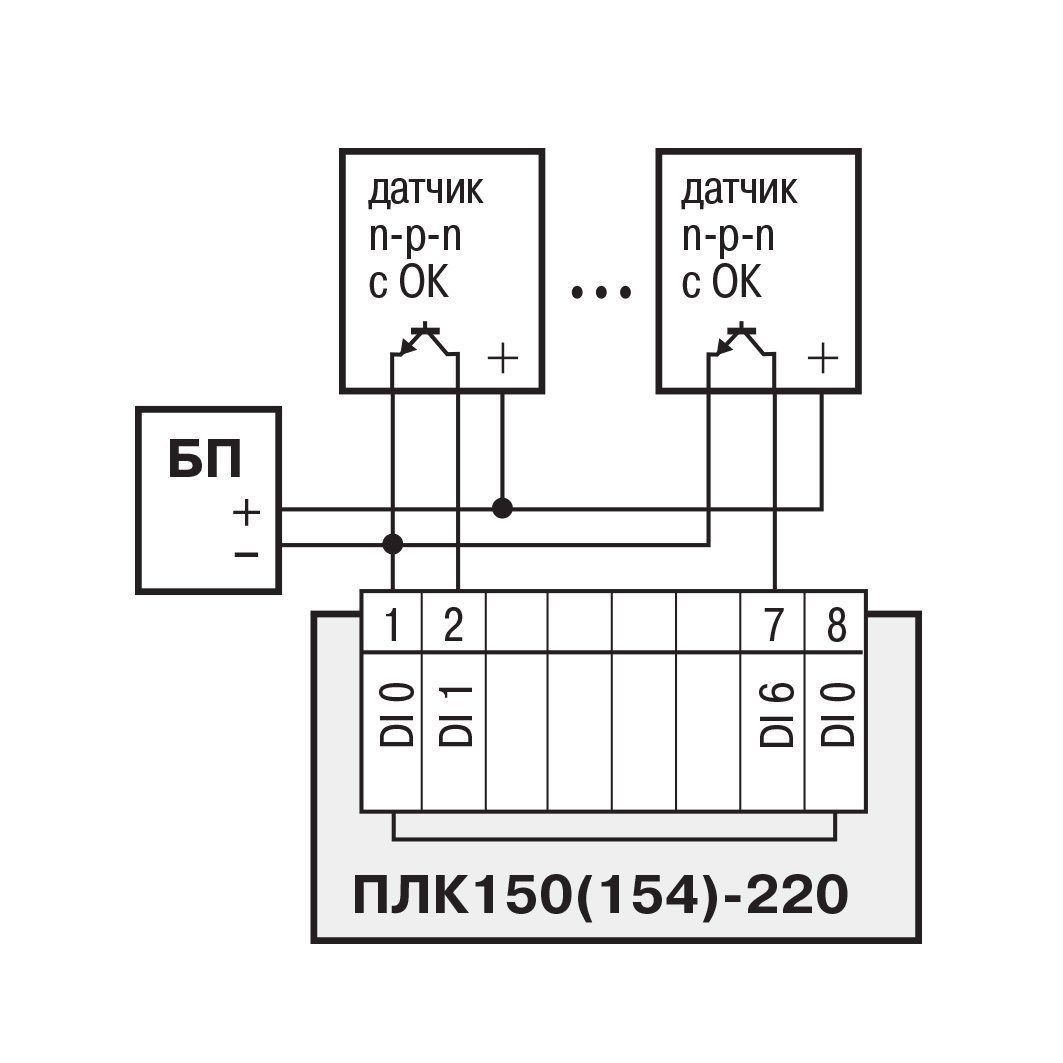 датчик
n-p-n
с ОК
датчик
n-p-n
с ОК
+
+
БП
+
–
1 2 7 8
DI 0 DI 1 DI 6 DI 0
ПЛК150(154)-220